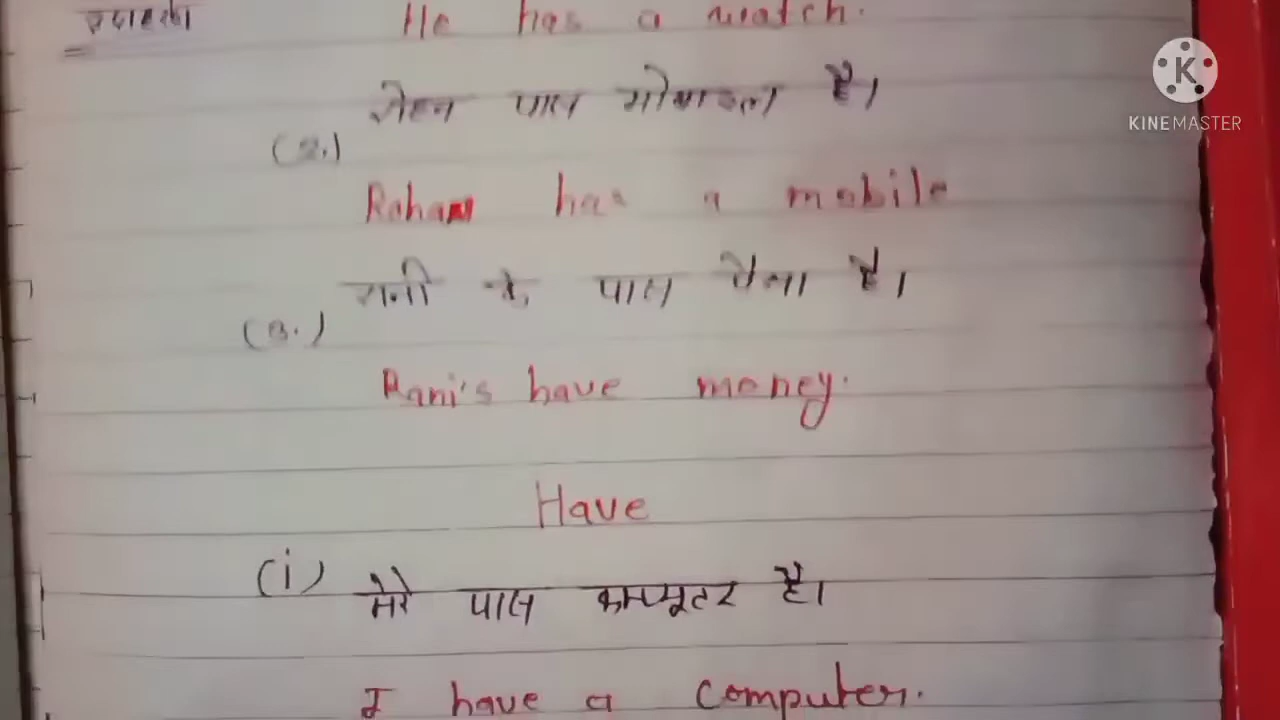 उदाहरण He has a watch.
रोहन पास मोबाइल है।
(2.)
Rohan has a mobile
रानी के पास पैसा है।
(3.)
Rani's have money.
Have
(i) मेरे पास कम्प्यूटर है।
I have a computer.
KINEMASTER